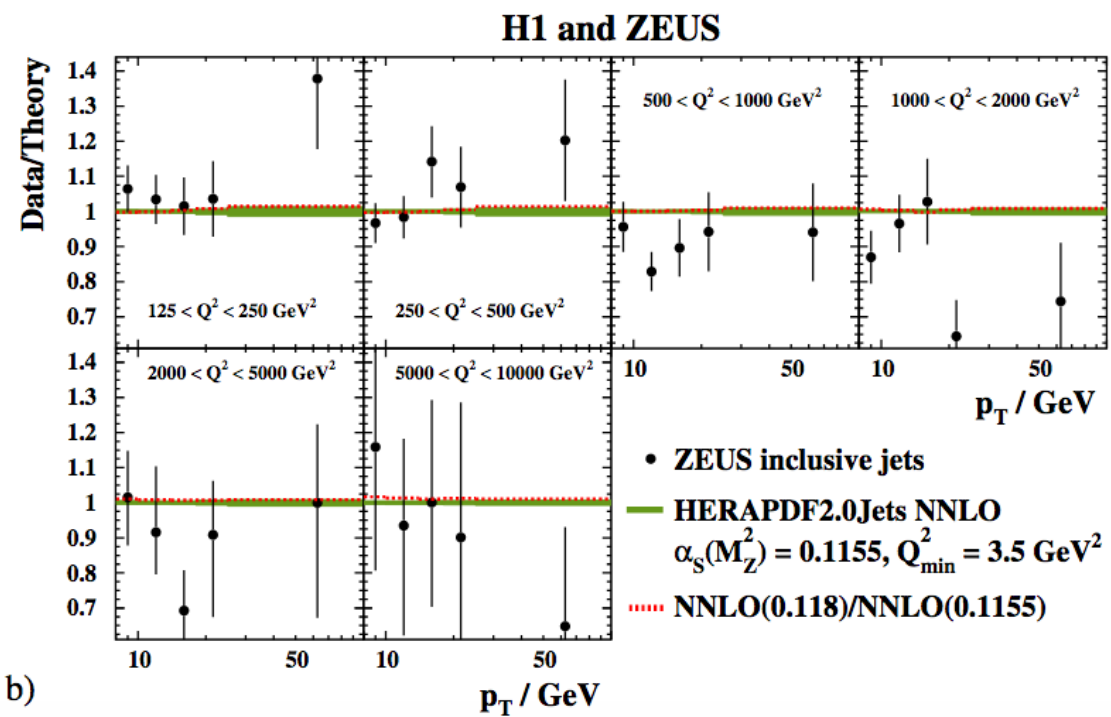 H1 and ZEUS
Data/Theory
1.4
1.3
1.2
1.1
1
0.9
0.8
0.7
125 < Q² < 250 GeV²
250 < Q² < 500 GeV²
500 < Q² < 1000 GeV²
1000 < Q² < 2000 GeV²
10 50
10 50
p_T / GeV
1.4
1.3
1.2
1.1
1
0.9
0.8
0.7
2000 < Q² < 5000 GeV²
5000 < Q² < 10000 GeV²
10 50
10 50
p_T / GeV
ZEUS inclusive jets
HERAPDF2.0Jets NNLO
α_S(M_Z²) = 0.1155, Q²_min = 3.5 GeV²
NNLO(0.118)/NNLO(0.1155)
b)